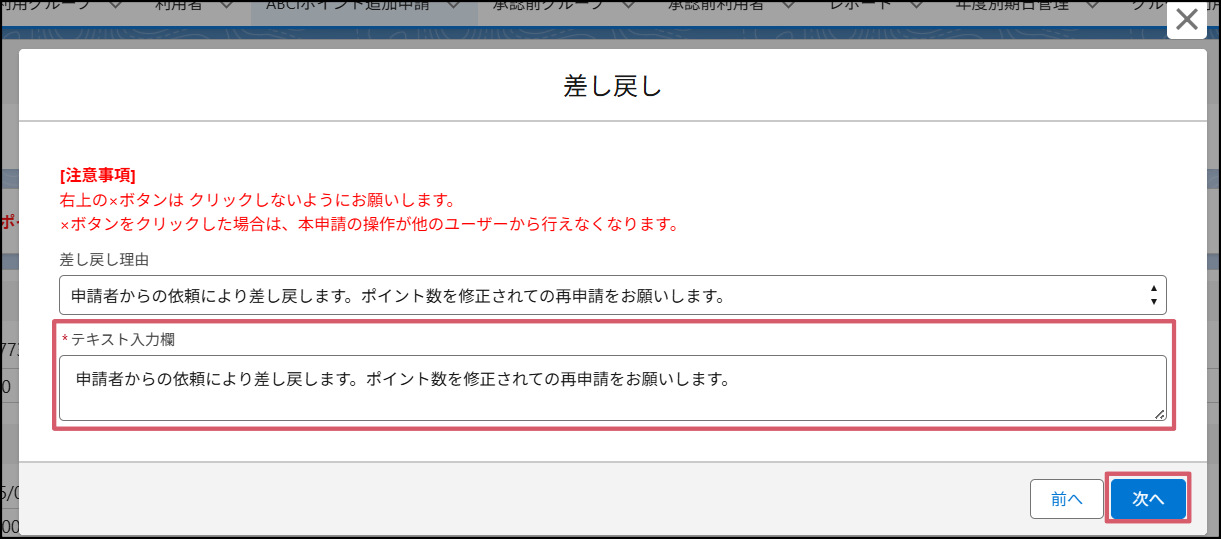 利用グループ 利用者 ABCIポイント追加申請 承認前グループ 承認前利用者 レポート 年度別期日管理
差し戻し
[注意事項]
右上の×ボタンは クリックしないようにお願いします。
×ボタンをクリックした場合は、本申請の操作が他のユーザーから行えなくなります。
差し戻し理由
申請者からの依頼により差し戻します。ポイント数を修正されての再申請をお願いします。
*テキスト入力欄
申請者からの依頼により差し戻します。ポイント数を修正されての再申請をお願いします。
前へ 次へ